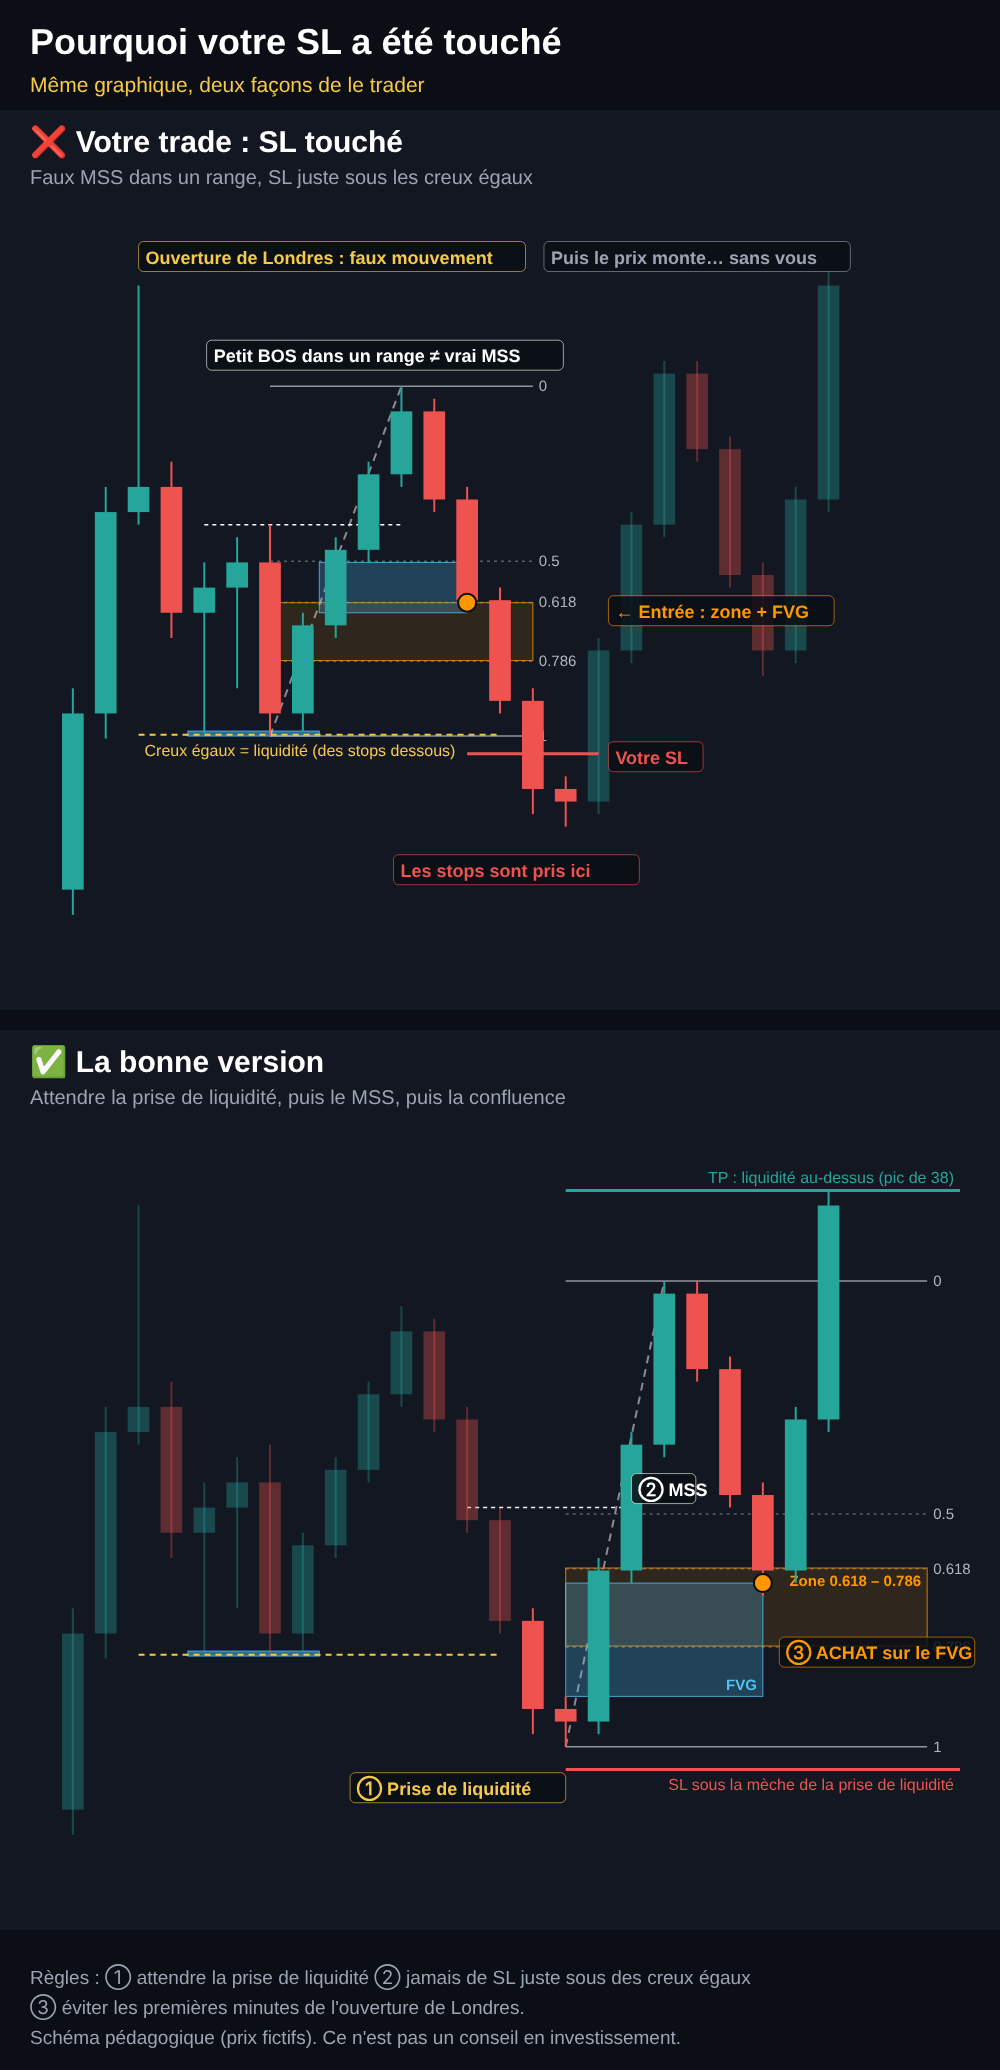 Pourquoi votre SL a été touché
Même graphique, deux façons de le trader
❌ Votre trade : SL touché
Faux MSS dans un range, SL juste sous les creux égaux
Ouverture de Londres : faux mouvement
Puis le prix monte… sans vous
Petit BOS dans un range ≠ vrai MSS
0
0.5
0.618
← Entrée : zone + FVG
0.786
1
Creux égaux = liquidité (des stops dessous)
Votre SL
Les stops sont pris ici
✅ La bonne version
Attendre la prise de liquidité, puis le MSS, puis la confluence
TP : liquidité au-dessus (pic de 38)
0
② MSS
0.5
0.618
Zone 0.618 – 0.786
0.786
③ ACHAT sur le FVG
FVG
1
① Prise de liquidité
SL sous la mèche de la prise de liquidité
Règles : ① attendre la prise de liquidité ② jamais de SL juste sous des creux égaux
③ éviter les premières minutes de l'ouverture de Londres.
Schéma pédagogique (prix fictifs). Ce n'est pas un conseil en investissement.